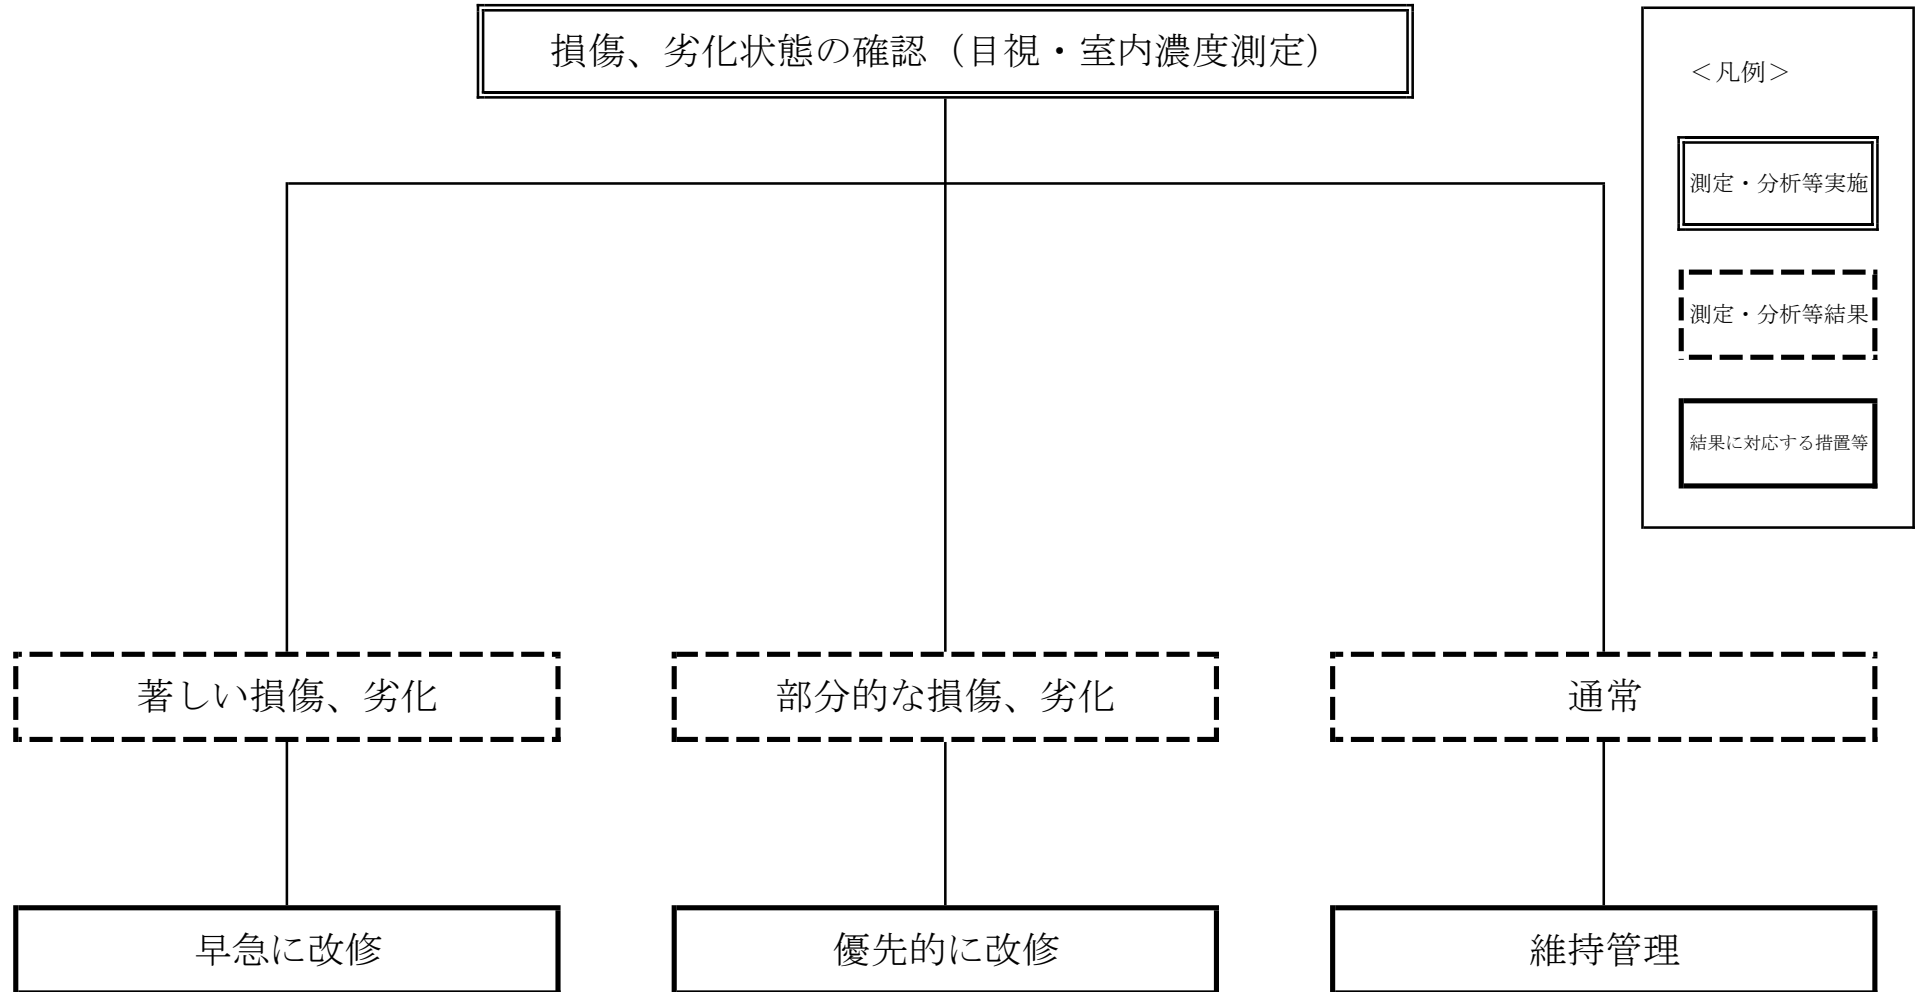 損傷、劣化状態の確認（目視・室内濃度測定）
＜凡例＞
測定・分析等実施
測定・分析等結果
結果に対応する措置等
著しい損傷、劣化
部分的な損傷、劣化
通常
早急に改修
優先的に改修
維持管理